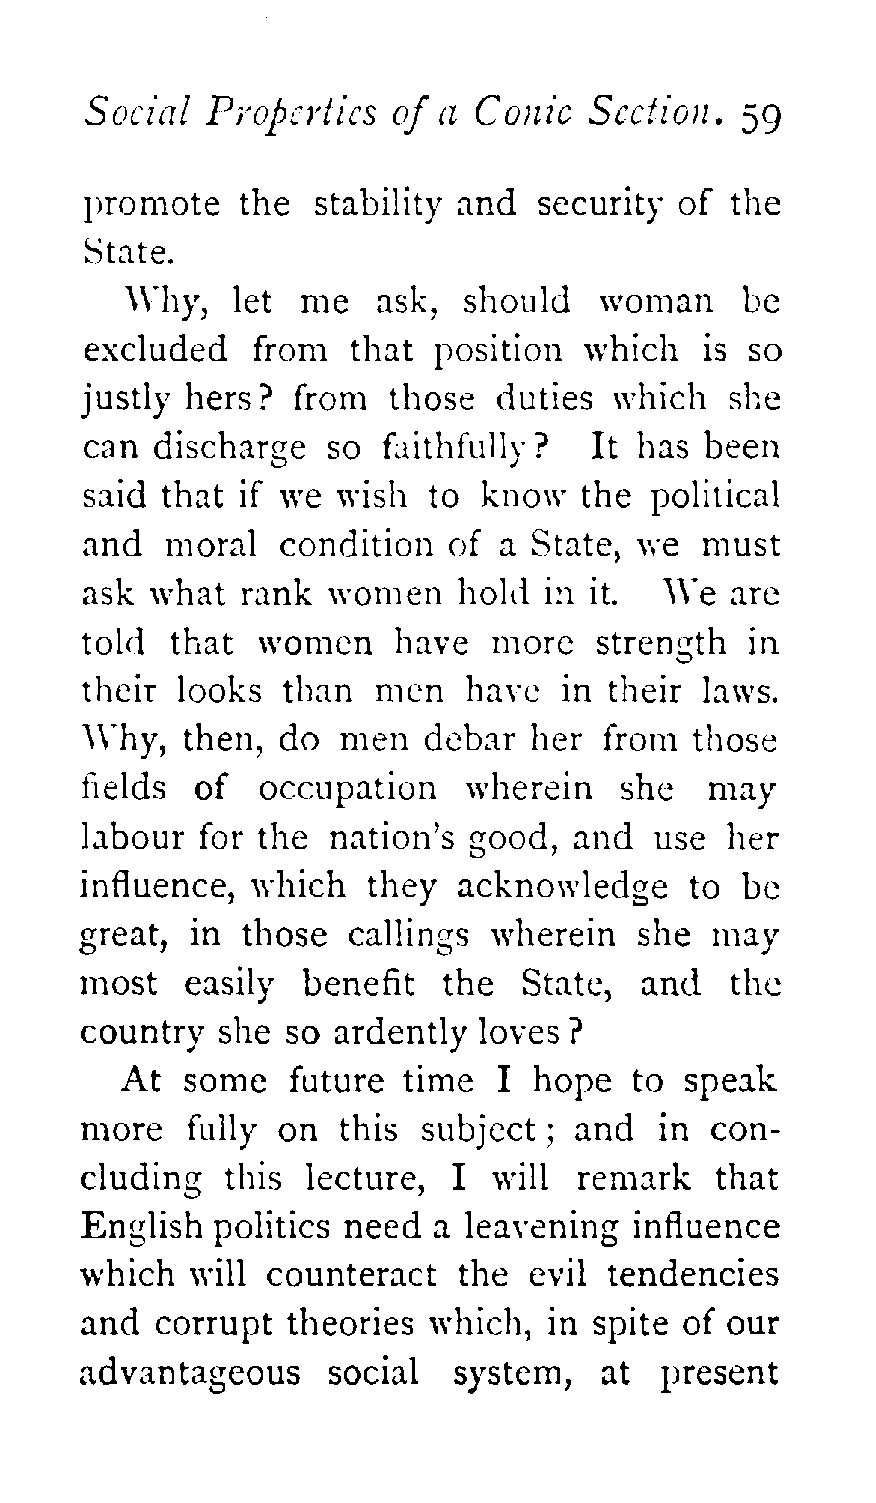 Social Properties of a Conic Section. 59
promote the stability and security of the
State.
Why, let me ask, should woman be
excluded from that position which is so
justly hers? from those duties which she
can discharge so faithfully? It has been
said that if we wish to know the political
and moral condition of a State, we must
ask what rank women hold in it. We are
told that women have more strength in
their looks than men have in their laws.
Why, then, do men debar her from those
fields of occupation wherein she may
labour for the nation's good, and use her
influence, which they acknowledge to be
great, in those callings wherein she may
most easily benefit the State, and the
country she so ardently loves?
At some future time I hope to speak
more fully on this subject; and in con-
cluding this lecture, I will remark that
English politics need a leavening influence
which will counteract the evil tendencies
and corrupt theories which, in spite of our
advantageous social system, at present